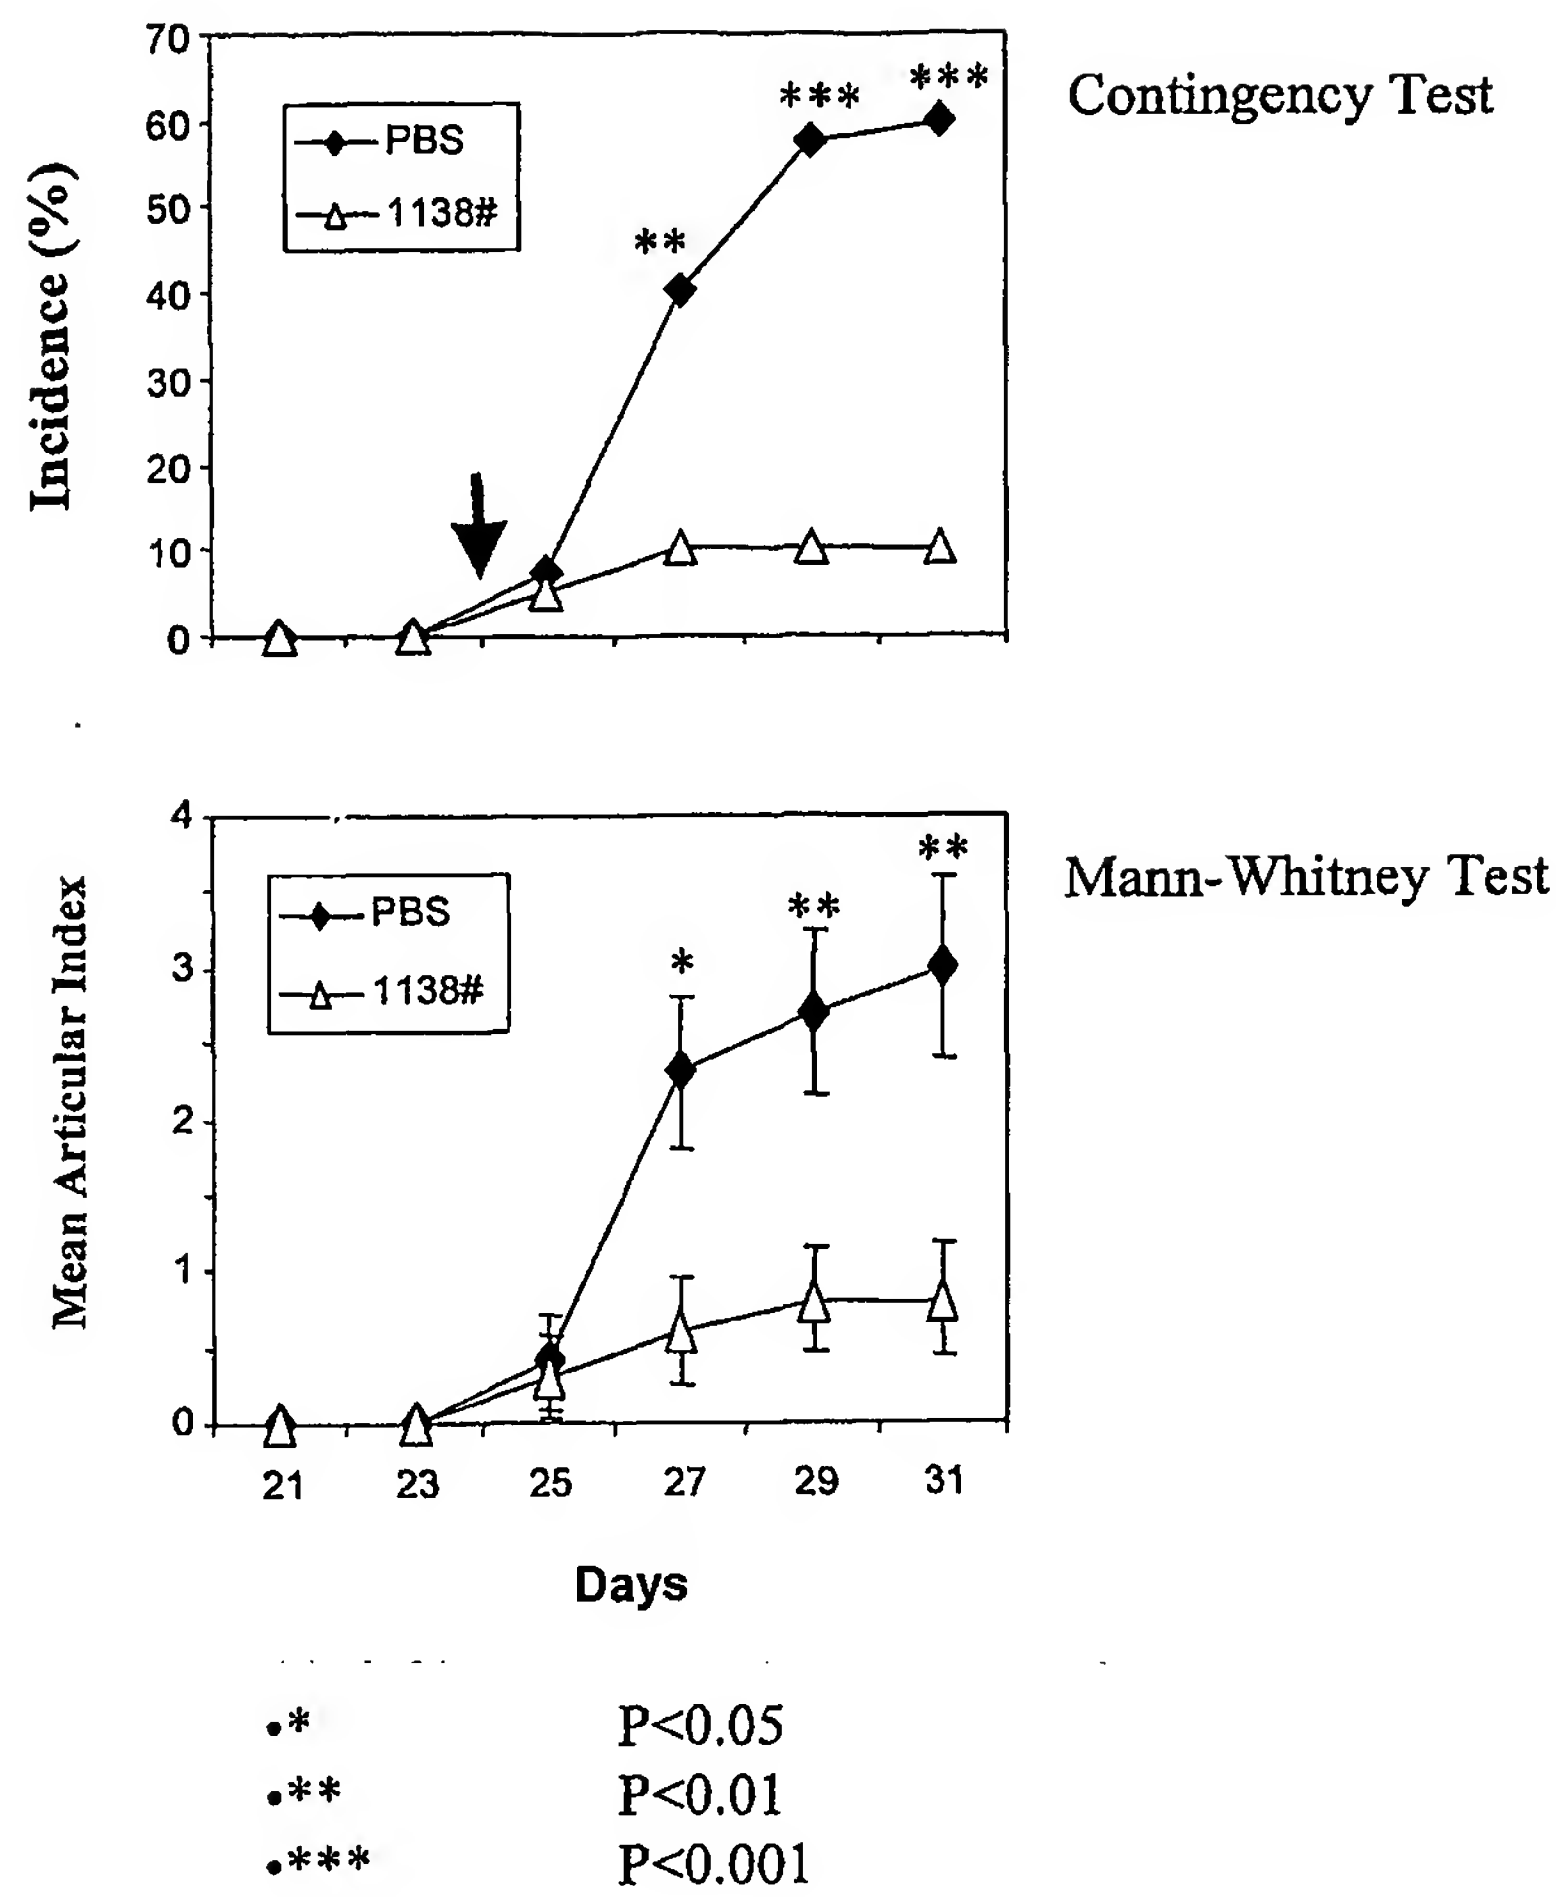 70
60
50
40
30
20
10
0
Incidence (%)
PBS
1138#
**
***
***
Contingency Test
4
3
2
1
0
Mean Articular Index
PBS
1138#
*
**
**
Mann-Whitney Test
21 23 25 27 29 31
Days
•* P<0.05
•** P<0.01
•*** P<0.001